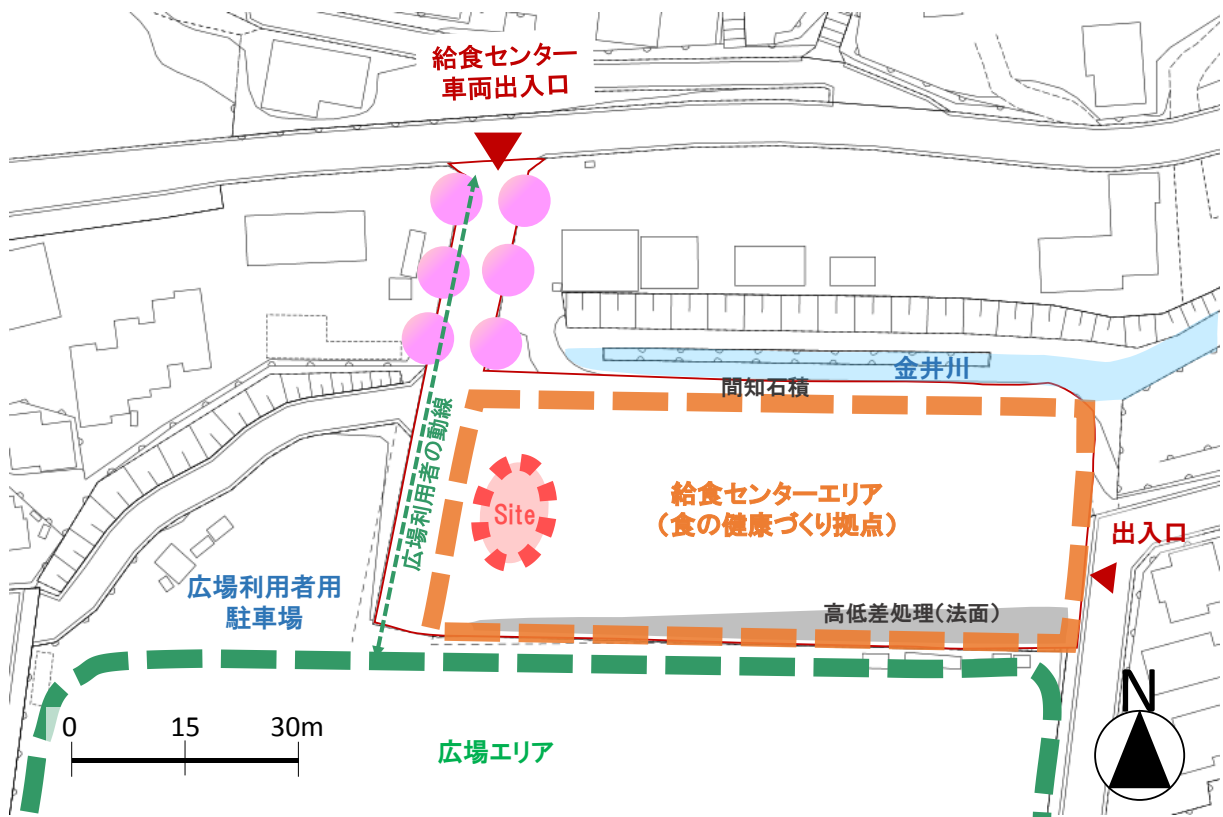 給食センター
車両出入口
金井川
間知石積
広場利用者の動線
Site
給食センターエリア
(食の健康づくり拠点)
出入口
広場利用者用
駐車場
高低差処理(法面)
N
0 15 30m
広場エリア